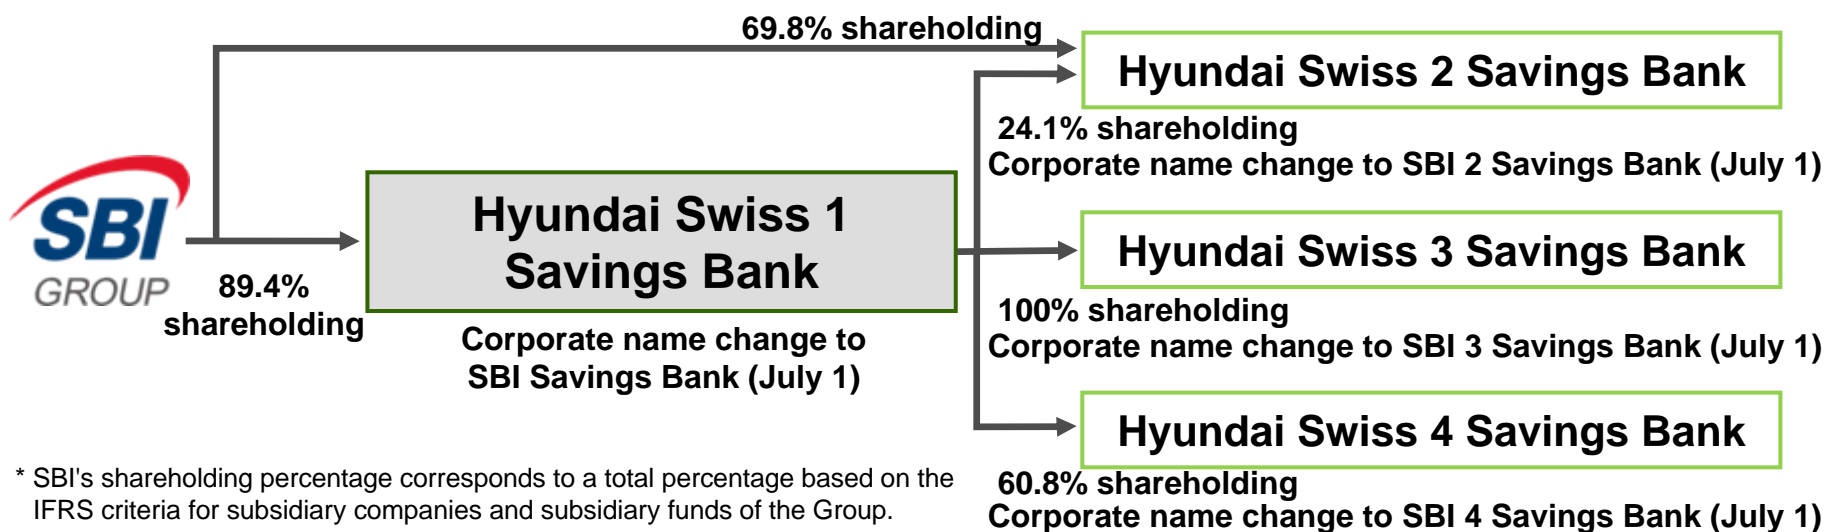 69.8% shareholding
Hyundai Swiss 2 Savings Bank
24.1% shareholding
Corporate name change to SBI 2 Savings Bank (July 1)
SBI
GROUP
89.4%
shareholding
Hyundai Swiss 1
Savings Bank
Corporate name change to
SBI Savings Bank (July 1)
Hyundai Swiss 3 Savings Bank
100% shareholding
Corporate name change to SBI 3 Savings Bank (July 1)
Hyundai Swiss 4 Savings Bank
60.8% shareholding
Corporate name change to SBI 4 Savings Bank (July 1)
* SBI's shareholding percentage corresponds to a total percentage based on the
IFRS criteria for subsidiary companies and subsidiary funds of the Group.